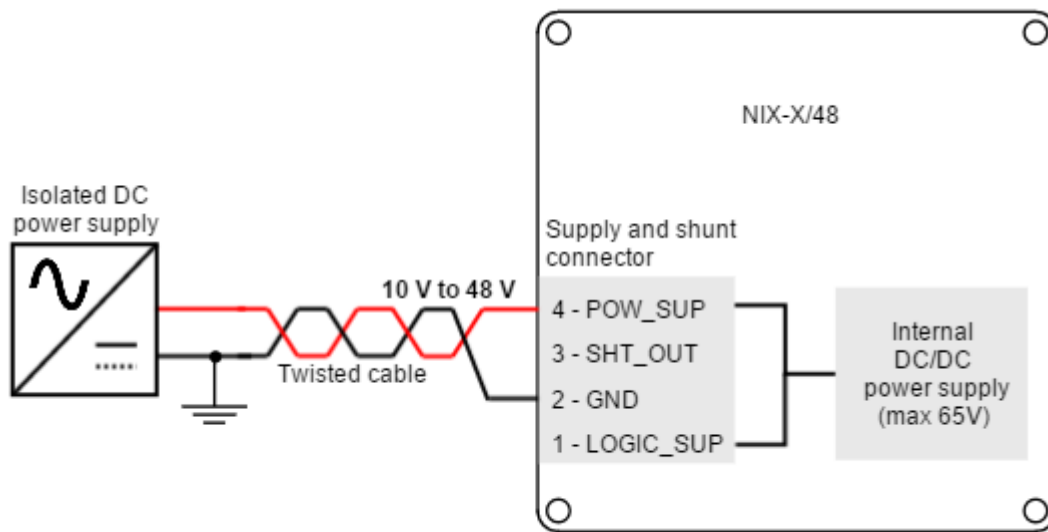 NIX-X/48
Isolated DC
power supply
Supply and shunt
connector
10 V to 48 V
4 - POW_SUP
3 - SHT_OUT
2 - GND
1 - LOGIC_SUP
Twisted cable
Internal
DC/DC
power supply
(max 65V)